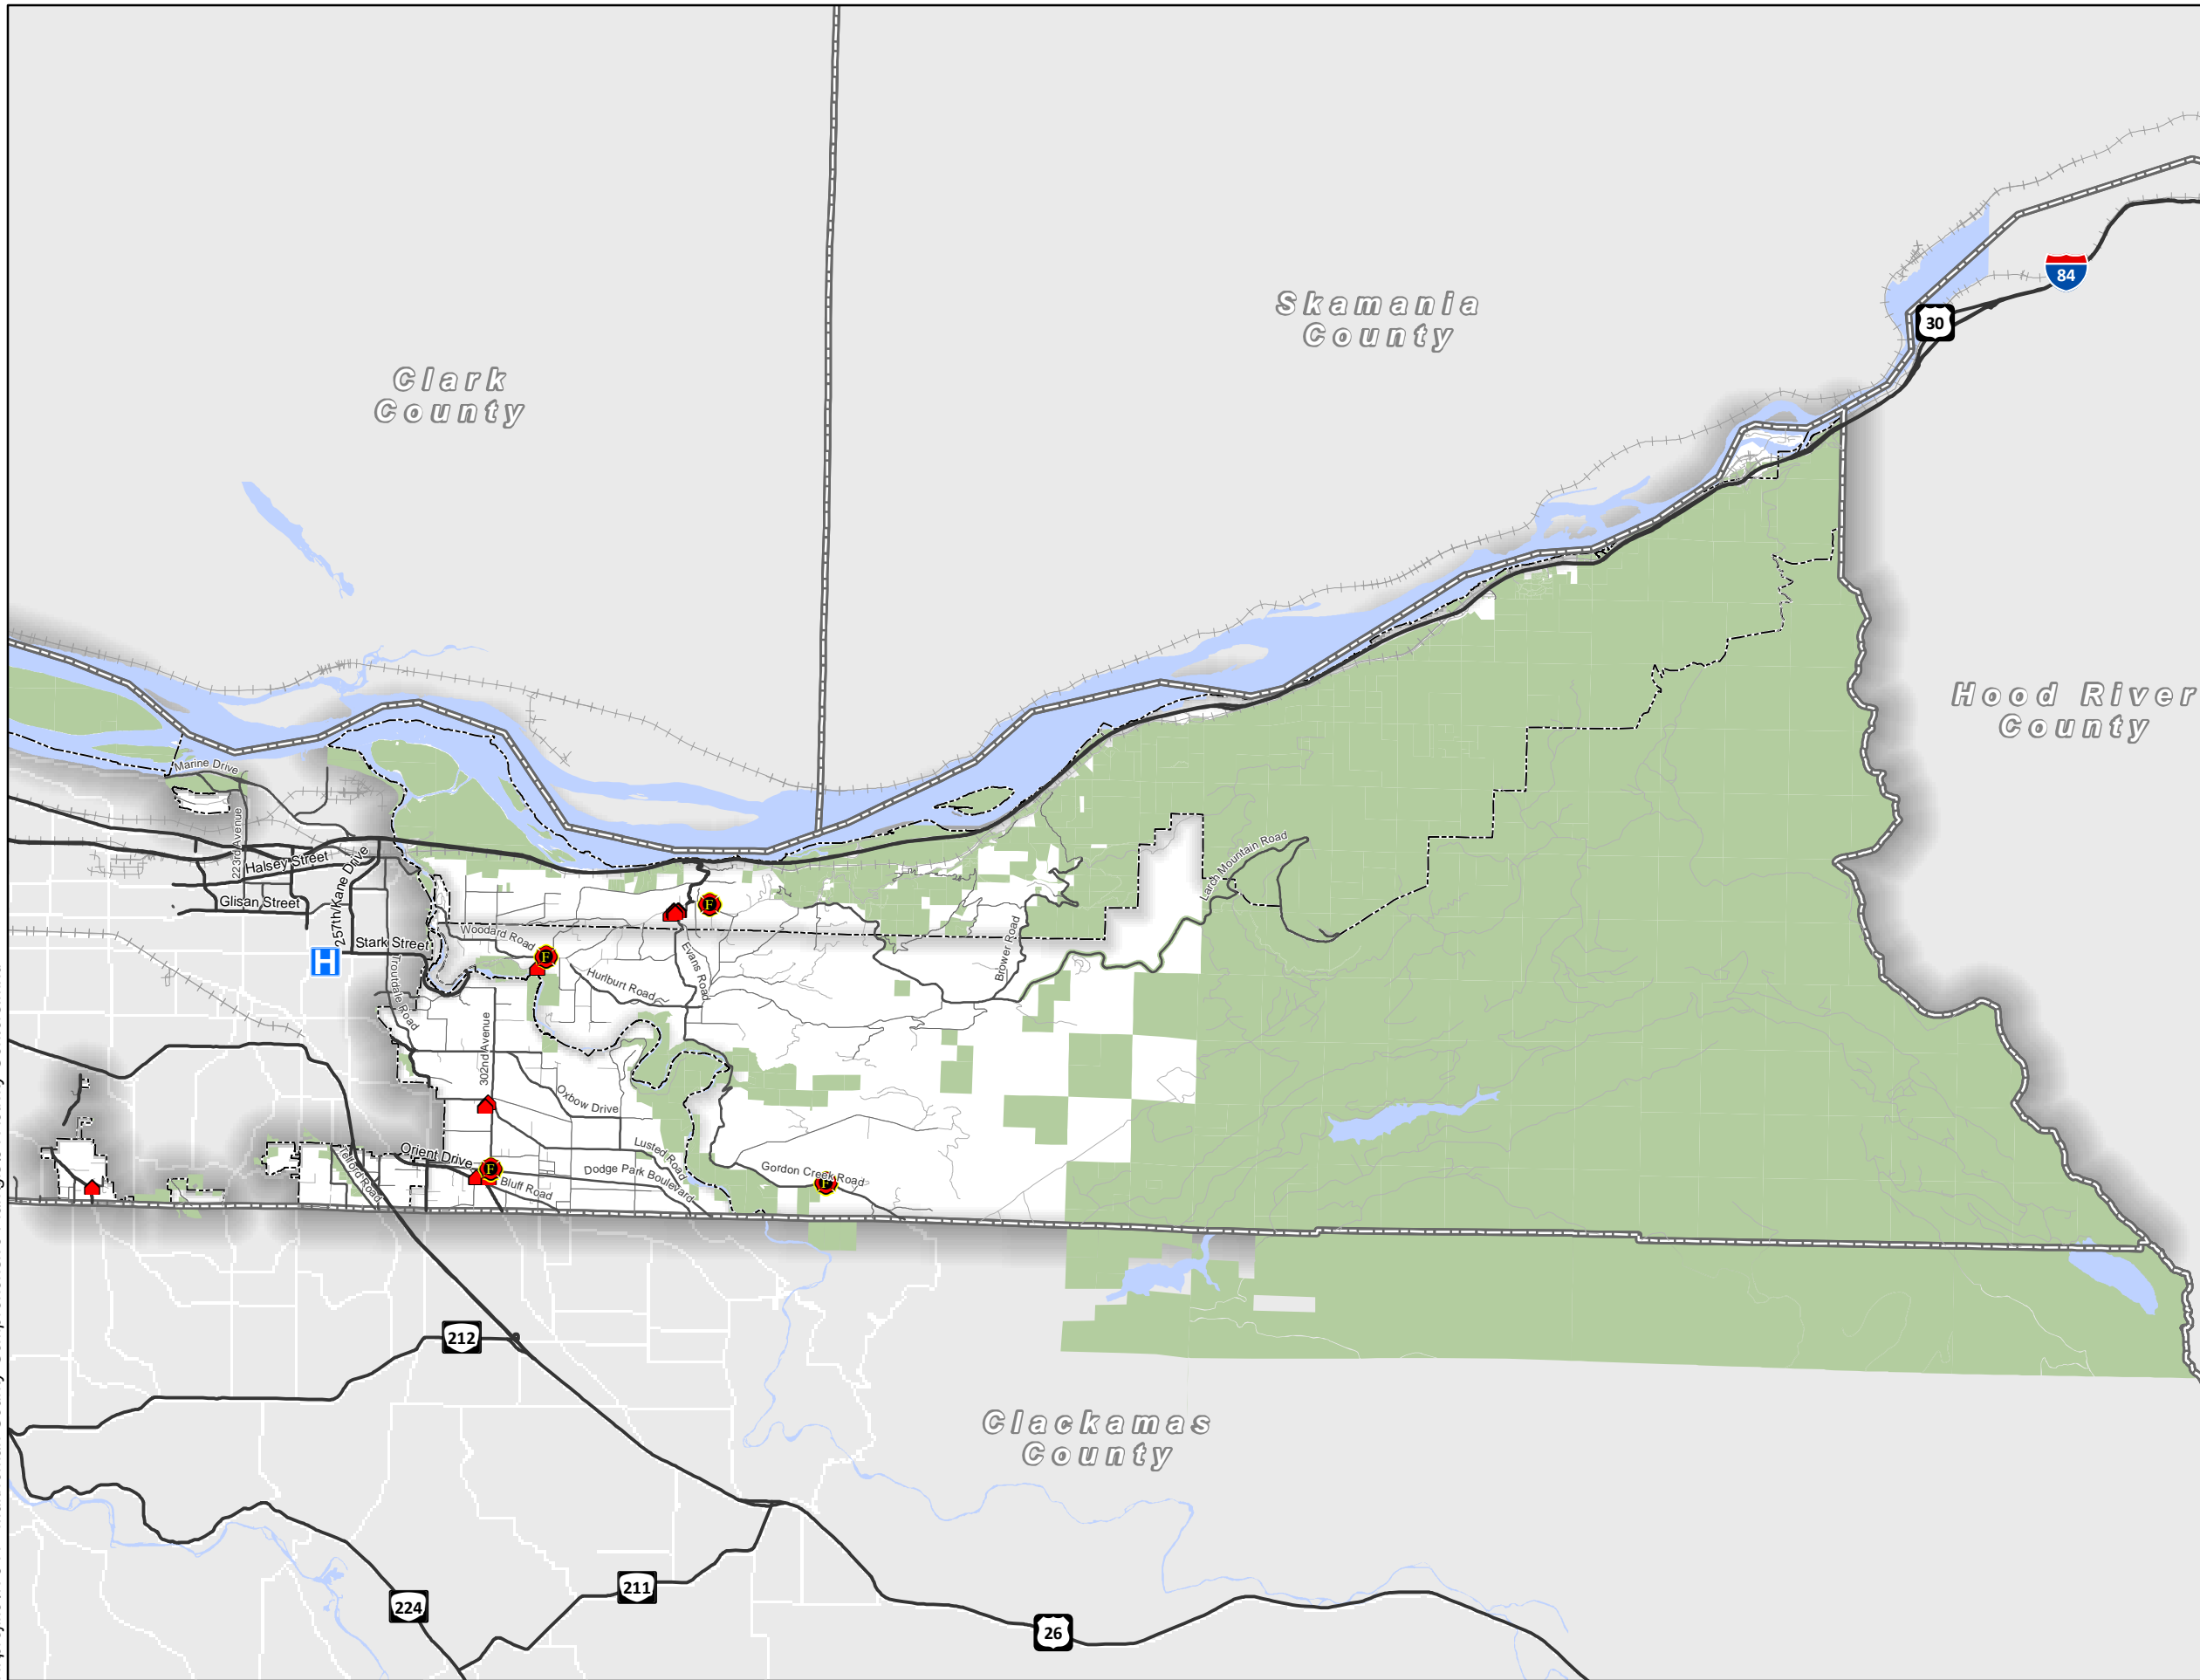 84
30
Skamania
County
Clark
County
Hood River
County
Marine Drive
223rd Avenue
Halsey Street
257th/Kane Drive
Glisan Street
Larch Mountain Road
Stark Street
Woodard Road
H
F
F
Evans Road
Brower Road
Hurlburt Road
Troutdale Road
302nd Avenue
Oxbow Drive
Orient Drive
Telford Road
Lusted Road
F
Bluff Road
Dodge Park Boulevard
Gordon Creek Road
F
212
Clackamas
County
211
224
26